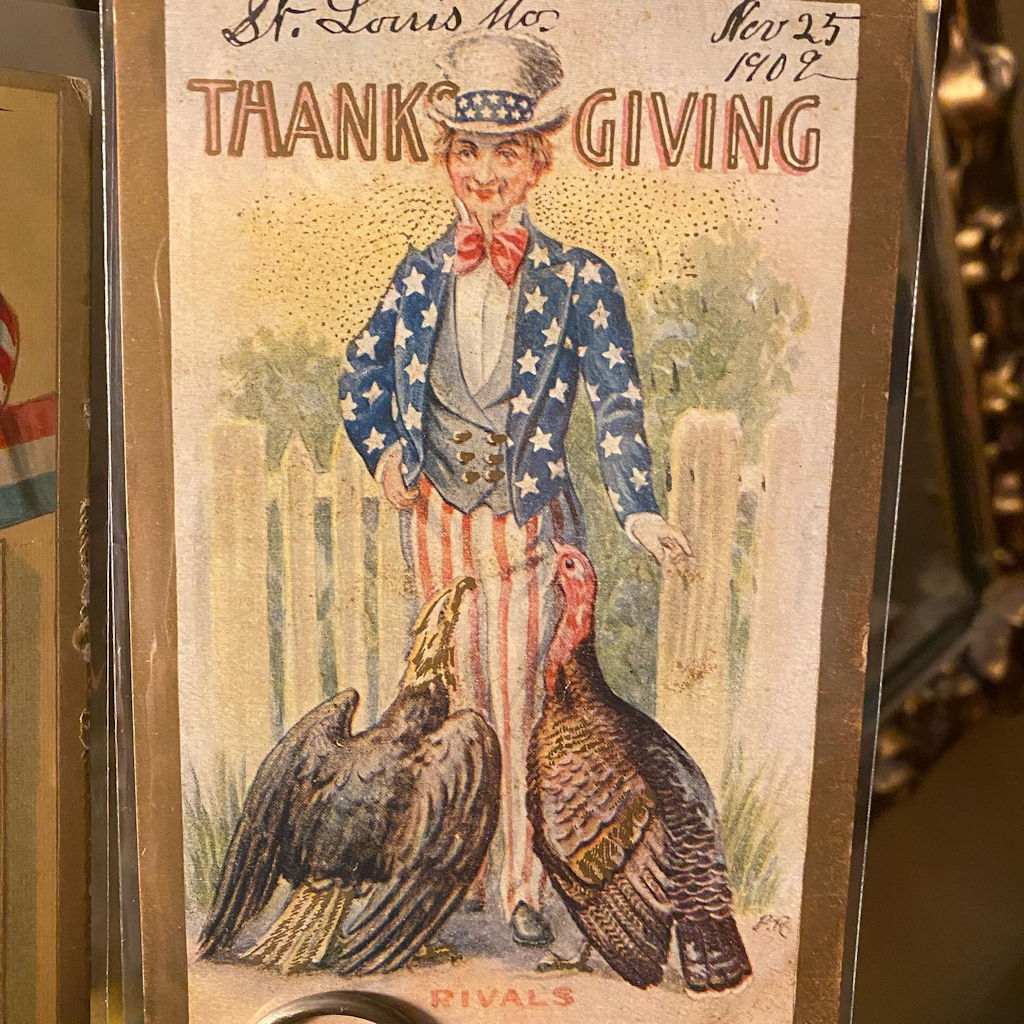 St. Louis Mo.
Nov 25
1909
THANKSGIVING
RIVALS